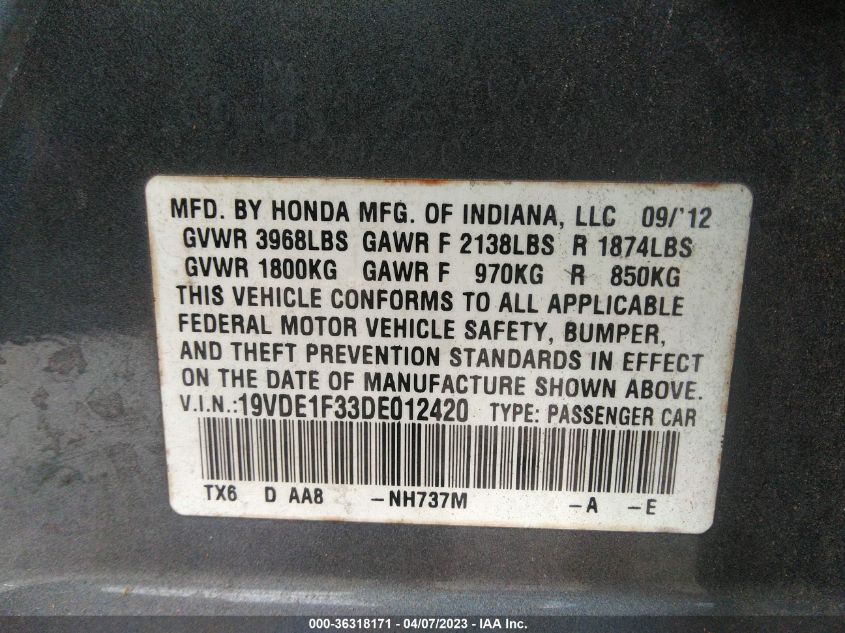 MFD. BY HONDA MFG. OF INDIANA, LLC 09/'12
GVWR 3968LBS GAWR F 2138LBS R 1874LBS
GVWR 1800KG GAWR F 970KG R 850KG
THIS VEHICLE CONFORMS TO ALL APPLICABLE
FEDERAL MOTOR VEHICLE SAFETY, BUMPER,
AND THEFT PREVENTION STANDARDS IN EFFECT
ON THE DATE OF MANUFACTURE SHOWN ABOVE.
V.I.N.:19VDE1F33DE012420 TYPE: PASSENGER CAR
TX6 D AA8 -NH737M -A -E
000-36318171 - 04/07/2023 - IAA Inc.